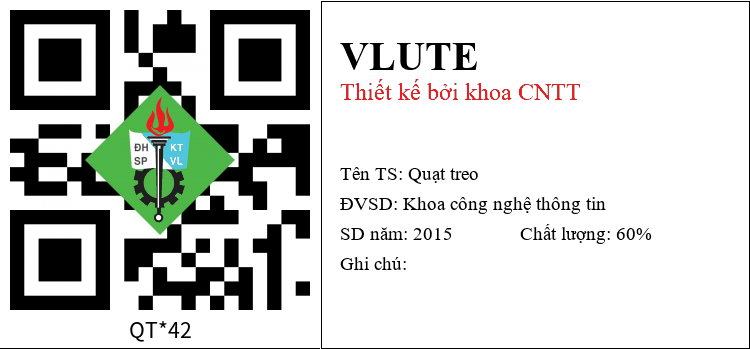 ĐH KT
SP VL
QT*42
VLUTE
Thiết kế bởi khoa CNTT
Tên TS: Quạt treo
ĐVSD: Khoa công nghệ thông tin
SD năm: 2015 Chất lượng: 60%
Ghi chú: